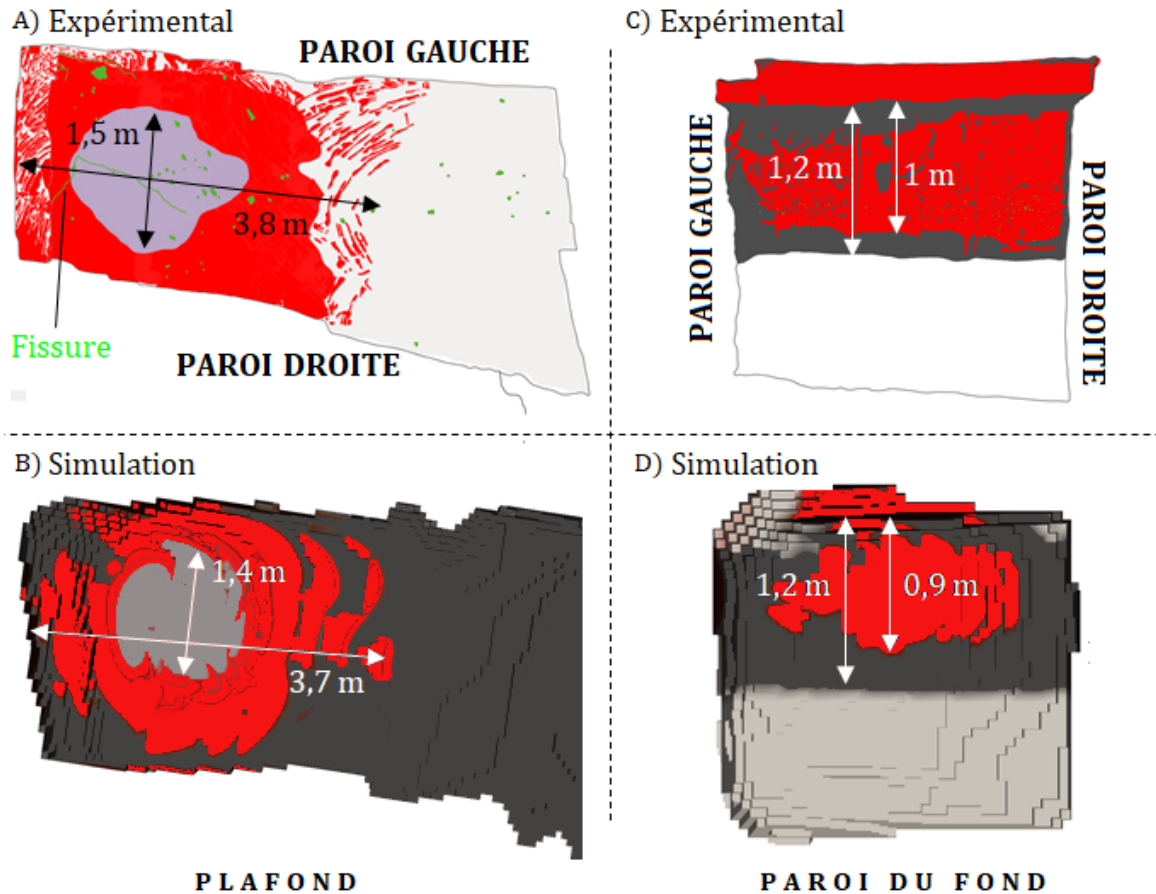 A) Expérimental
PAROI GAUCHE
1,5 m
3,8 m
Fissure
PAROI DROITE
C) Expérimental
PAROI GAUCHE
1,2 m
1 m
PAROI DROITE
B) Simulation
1,4 m
3,7 m
PLAFOND
D) Simulation
1,2 m
0,9 m
PAROI DU FOND